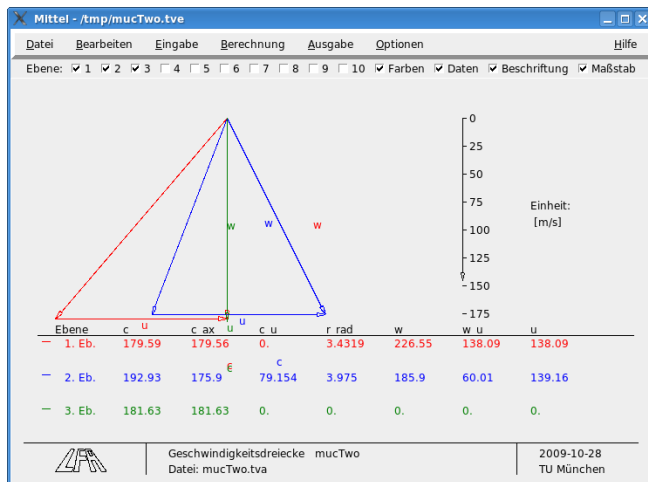 Mittel - /tmp/mucTwo.tve
Datei Bearbeiten Eingabe Berechnung Ausgabe Optionen Hilfe
Ebene: 1 2 3 4 5 6 7 8 9 10 Farben Daten Beschriftung Maßstab
0
25
50
75
100
125
150
175
Einheit:
[m/s]
w w w
u u u
Ebene c c ax c u r rad w w u u
1. Eb. 179.59 179.56 0. 3.4319 226.55 138.09 138.09
c
2. Eb. 192.93 175.9 79.154 3.975 185.9 60.01 139.16
3. Eb. 181.63 181.63 0. 0. 0. 0. 0.
Geschwindigkeitsdreiecke mucTwo
Datei: mucTwo.tva
2009-10-28
TU München